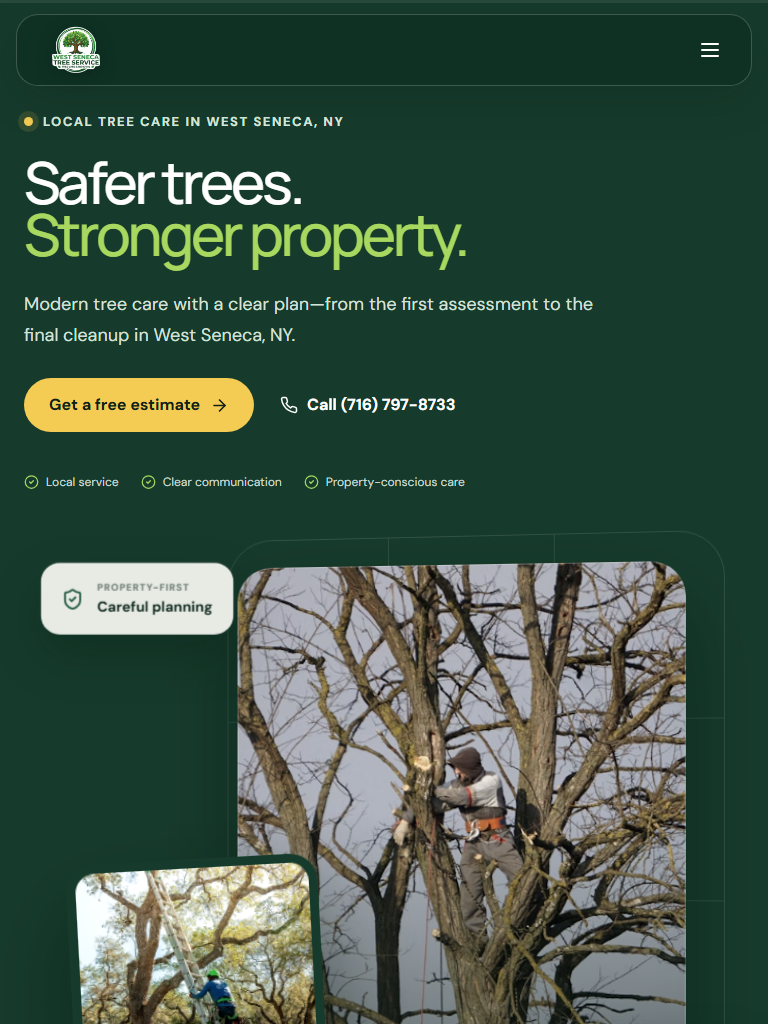 WEST SENECA
TREE SERVICE
LOCAL TREE CARE IN WEST SENECA, NY
Safer trees.
Stronger property.
Modern tree care with a clear plan—from the first assessment to the
final cleanup in West Seneca, NY.
Get a free estimate
Call (716) 797-8733
Local service
Clear communication
Property-conscious care
PROPERTY-FIRST
Careful planning